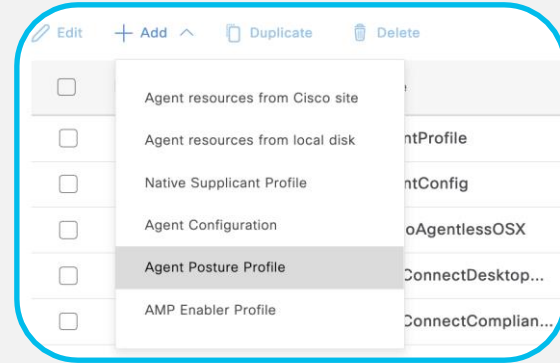 Edit Add Duplicate Delete
Agent resources from Cisco site
Agent resources from local disk
ntProfile
Native Supplicant Profile
ntConfig
Agent Configuration
oAgentlessOSX
Agent Posture Profile
ConnectDesktop...
AMP Enabler Profile
ConnectComplian...